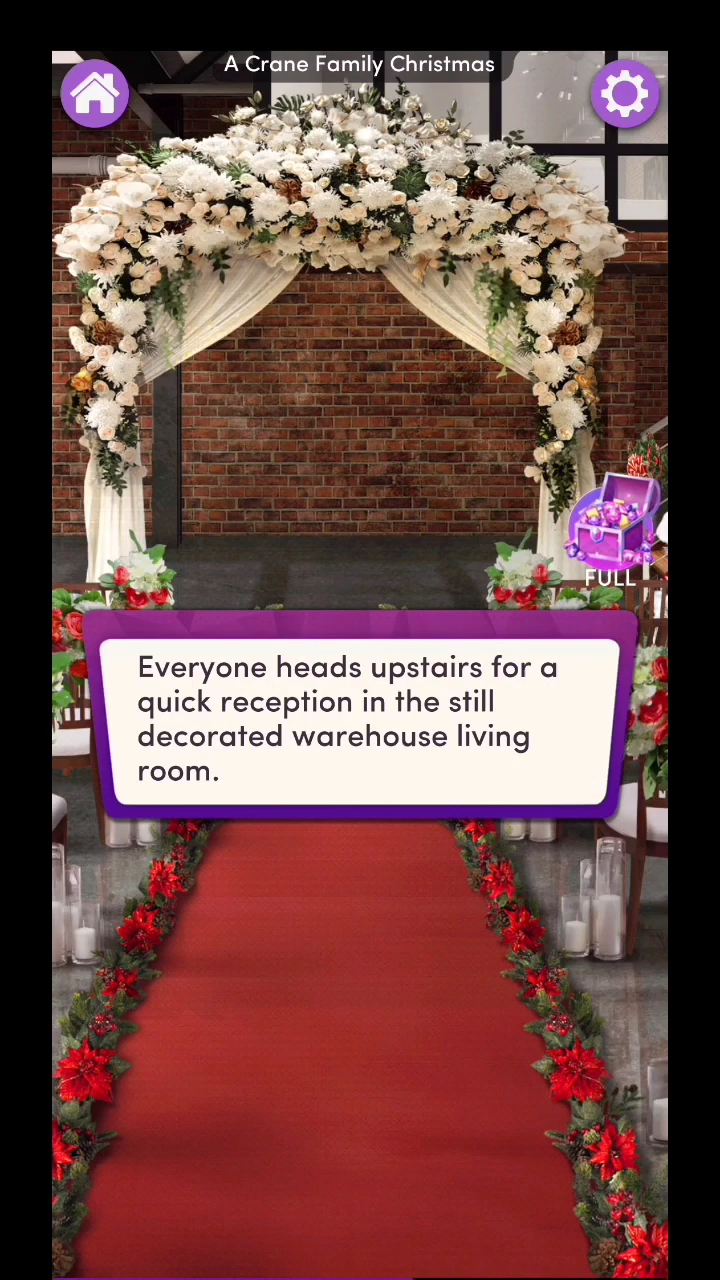 A Crane Family Christmas
FULL
Everyone heads upstairs for a
quick reception in the still
decorated warehouse living
room.